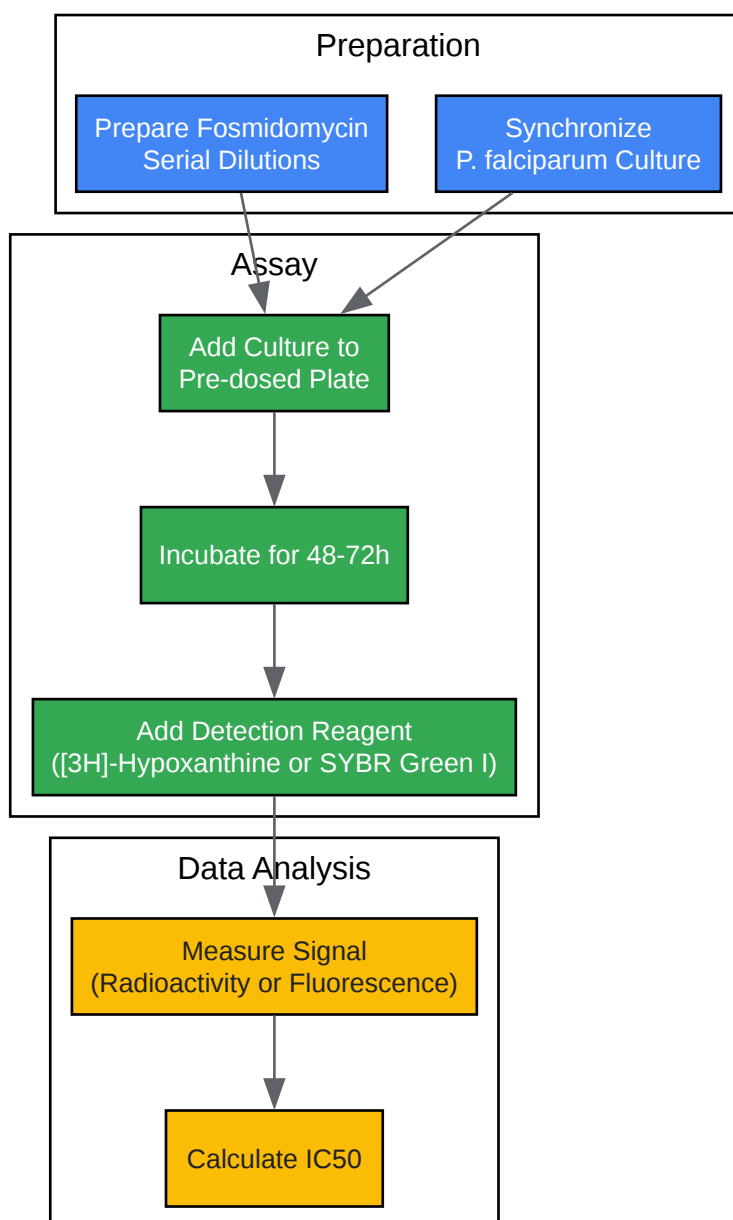 Preparation
Prepare Fosmidomycin
Serial Dilutions
Synchronize
P. falciparum Culture
Assay
Add Culture to
Pre-dosed Plate
Incubate for 48-72h
Add Detection Reagent
([3H]-Hypoxanthine or SYBR Green I)
Data Analysis
Measure Signal
(Radioactivity or Fluorescence)
Calculate IC50